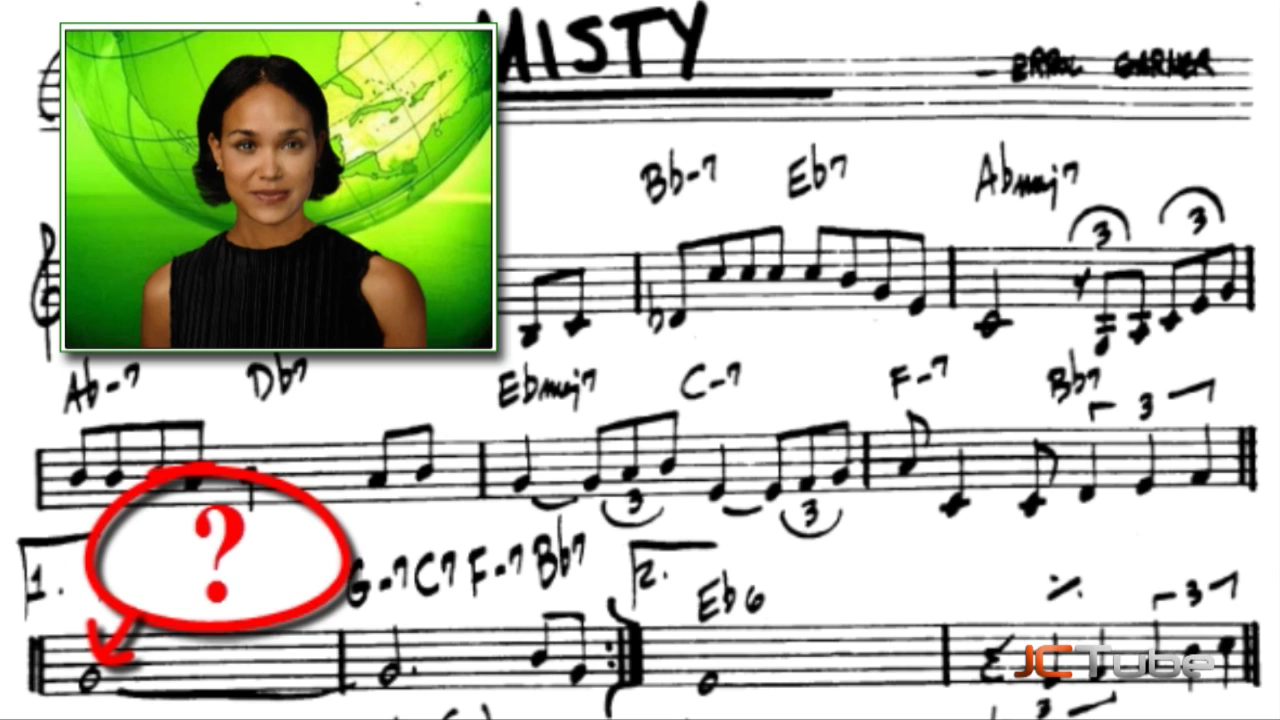 MISTY
- ERROL GARNER
Bb-7 Eb7 Abmaj7
3 3
Ab-7 Db7 Ebmaj7 C-7 F-7 Bb7
3
3 3
?
1. G-7 C7 F-7 Bb7 2. Eb6
3
JCTube
3